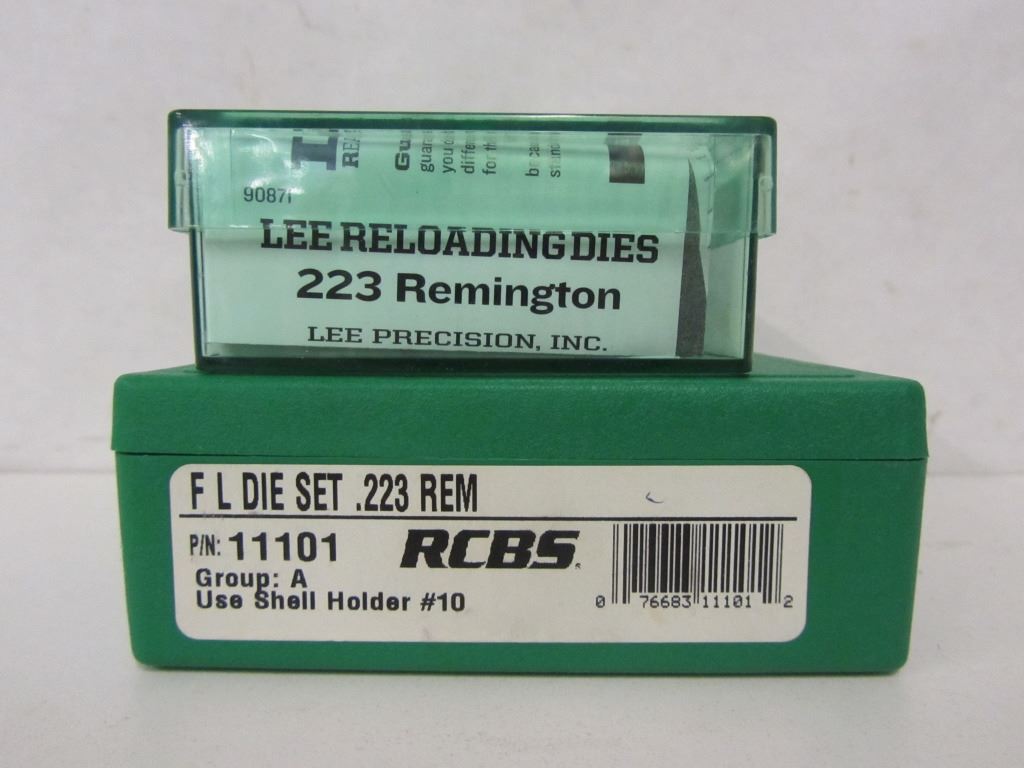 90871
LEE RELOADING DIES
223 Remington
LEE PRECISION, INC.
F L DIE SET .223 REM
P/N: 11101
RCBS
Group: A
Use Shell Holder #10
0 76683 11101 2